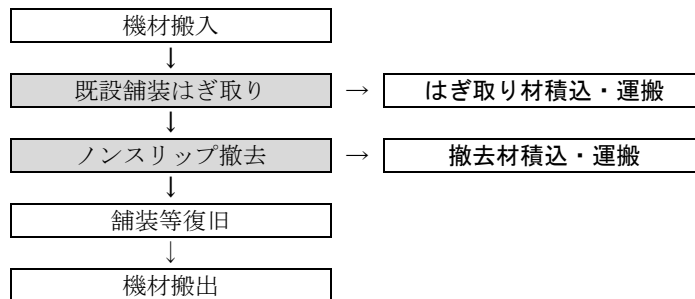 機材搬入
↓
既設舗装はぎ取り → はぎ取り材積込・運搬
↓
ノンスリップ撤去 → 撤去材積込・運搬
↓
舗装等復旧
↓
機材搬出